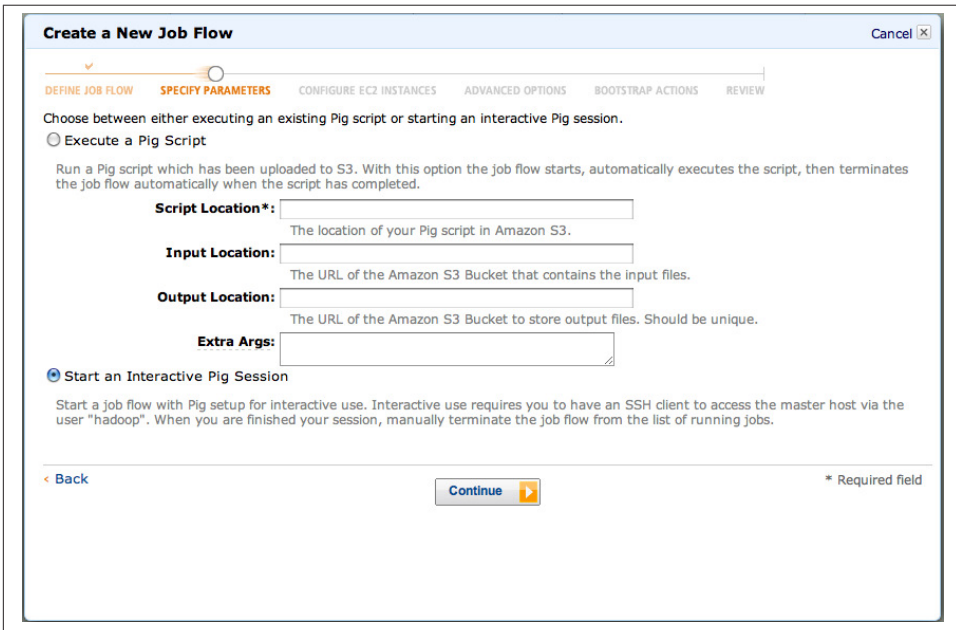 Create a New Job Flow
Cancel
DEFINE JOB FLOW SPECIFY PARAMETERS CONFIGURE EC2 INSTANCES ADVANCED OPTIONS BOOTSTRAP ACTIONS REVIEW
Choose between either executing an existing Pig script or starting an interactive Pig session.
Execute a Pig Script
Run a Pig script which has been uploaded to S3. With this option the job flow starts, automatically executes the script, then terminates
the job flow automatically when the script has completed.
Script Location*:
The location of your Pig script in Amazon S3.
Input Location:
The URL of the Amazon S3 Bucket that contains the input files.
Output Location:
The URL of the Amazon S3 Bucket to store output files. Should be unique.
Extra Args:
Start an Interactive Pig Session
Start a job flow with Pig setup for interactive use. Interactive use requires you to have an SSH client to access the master host via the
user "hadoop". When you are finished your session, manually terminate the job flow from the list of running jobs.
‹ Back
Continue
* Required field